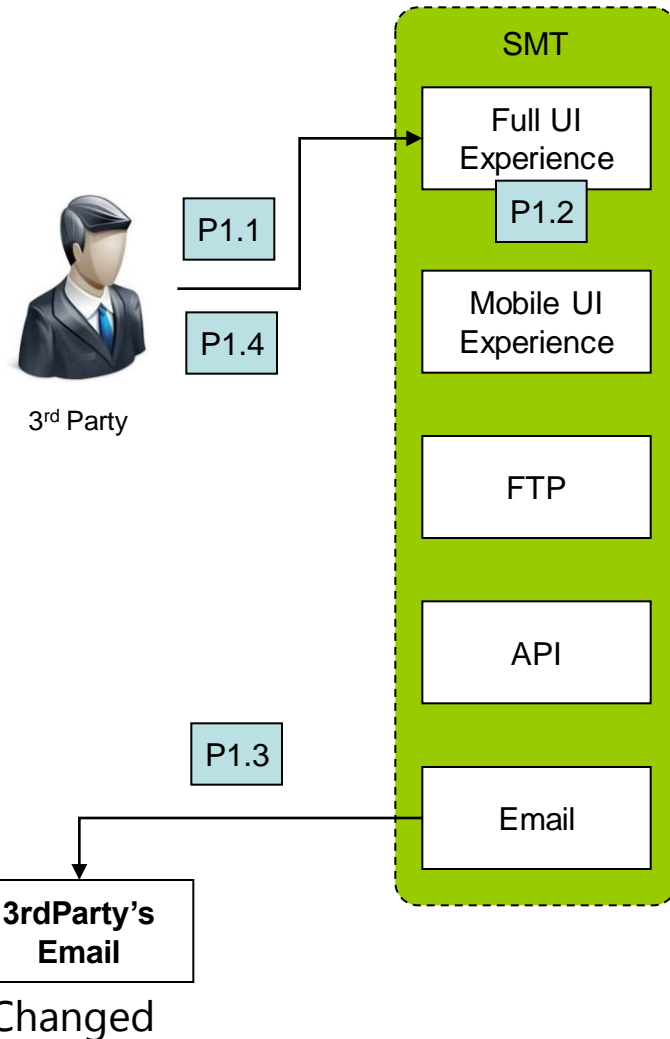 SMT
Full UI
Experience
P1.1
P1.2
Mobile UI
Experience
P1.4
3rd Party
FTP
API
P1.3
Email
3rdParty's
Email
Changed